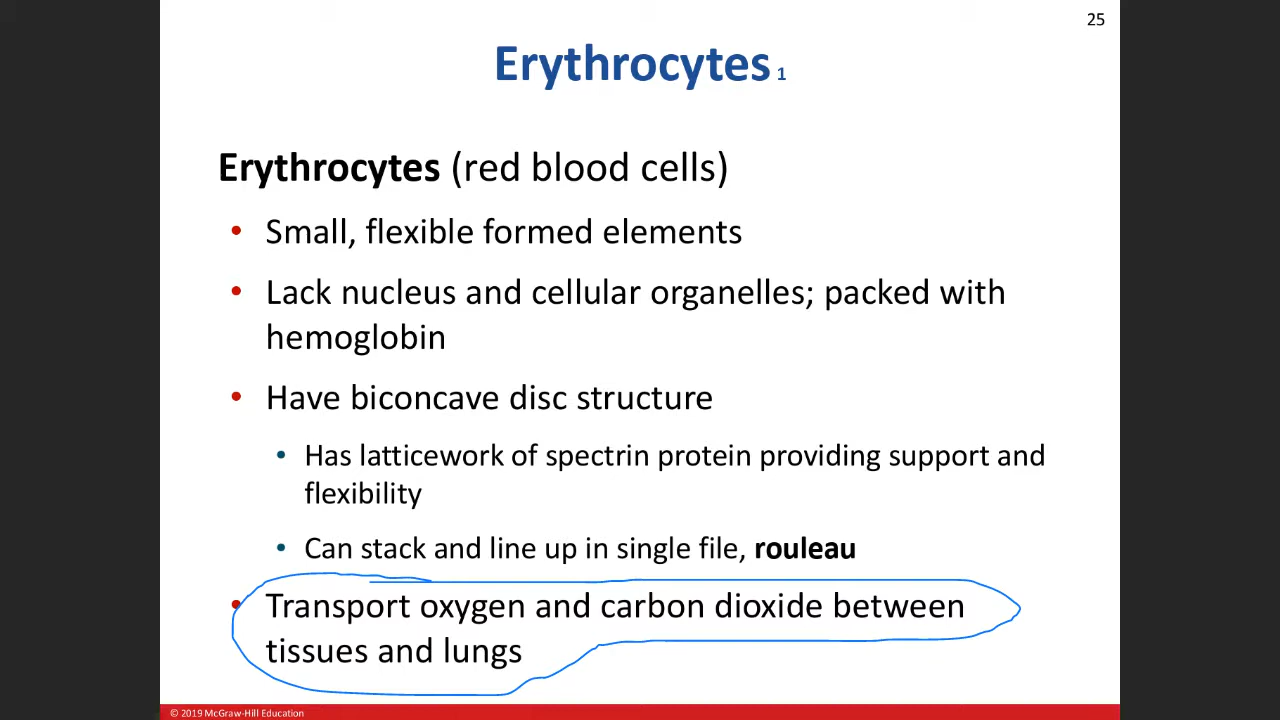 25
Erythrocytes 1
Erythrocytes (red blood cells)
• Small, flexible formed elements
• Lack nucleus and cellular organelles; packed with
hemoglobin
• Have biconcave disc structure
• Has latticework of spectrin protein providing support and
flexibility
• Can stack and line up in single file, rouleau
• Transport oxygen and carbon dioxide between
tissues and lungs
© 2019 McGraw-Hill Education